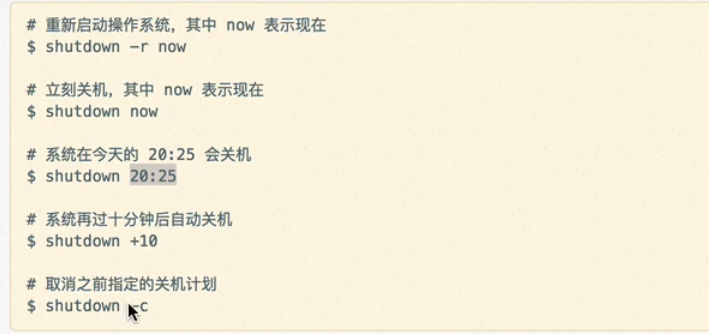 # 重新启动操作系统，其中 now 表示现在
$ shutdown -r now
# 立刻关机，其中 now 表示现在
$ shutdown now
# 系统在今天的 20:25 会关机
$ shutdown 20:25
# 系统再过十分钟后自动关机
$ shutdown +10
# 取消之前指定的关机计划
$ shutdown -c